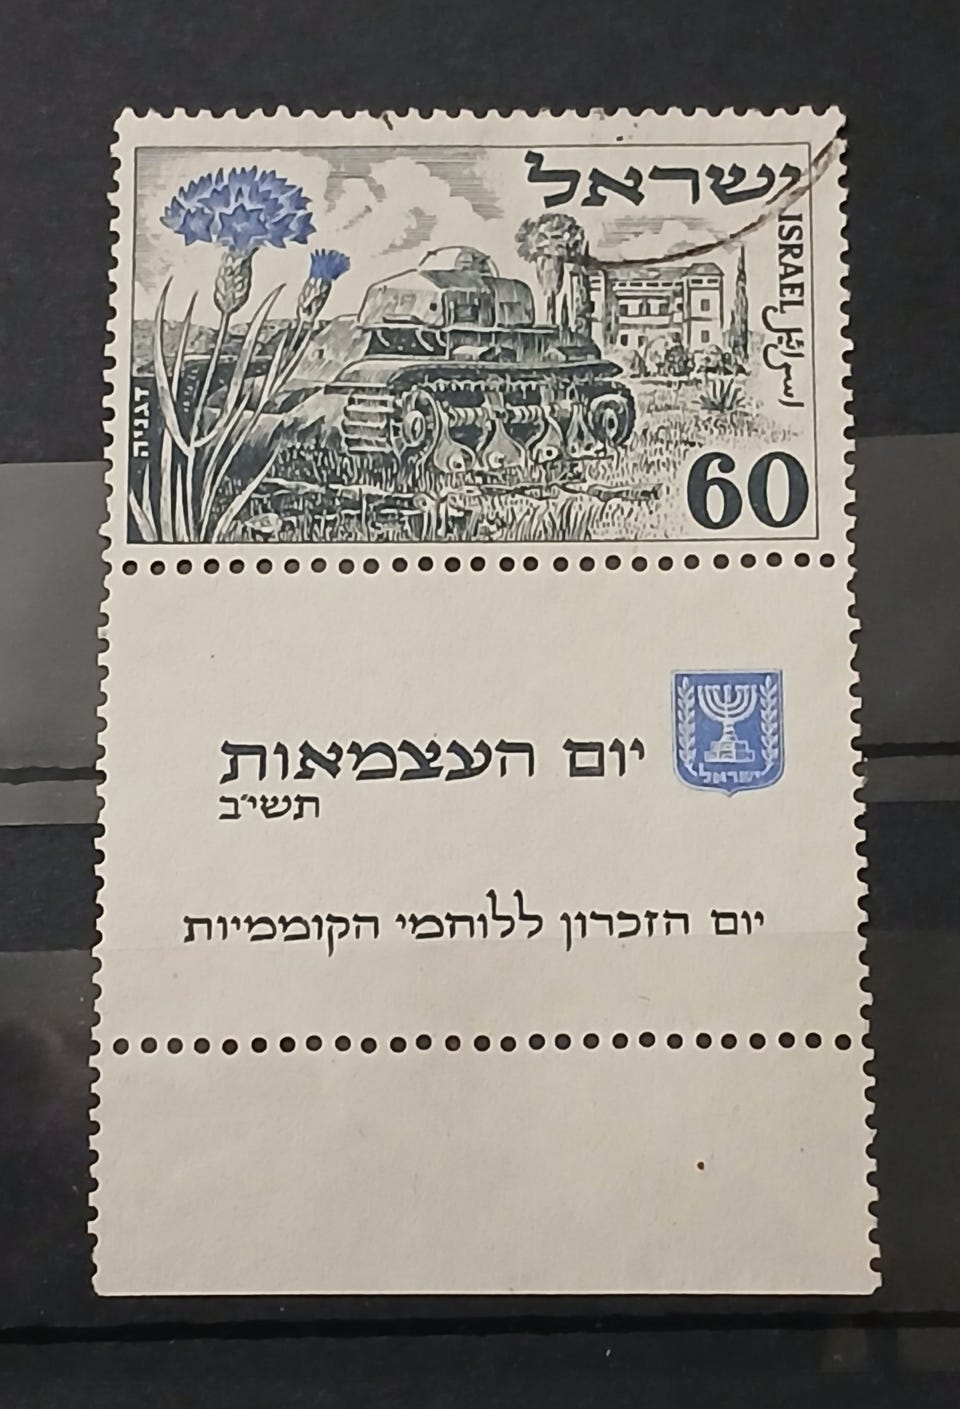 ישראל
ISRAEL
اسرائيل
דגניה
60
ישראל
יום העצמאות
תשי״ב
יום הזכרון ללוחמי הקוממיות